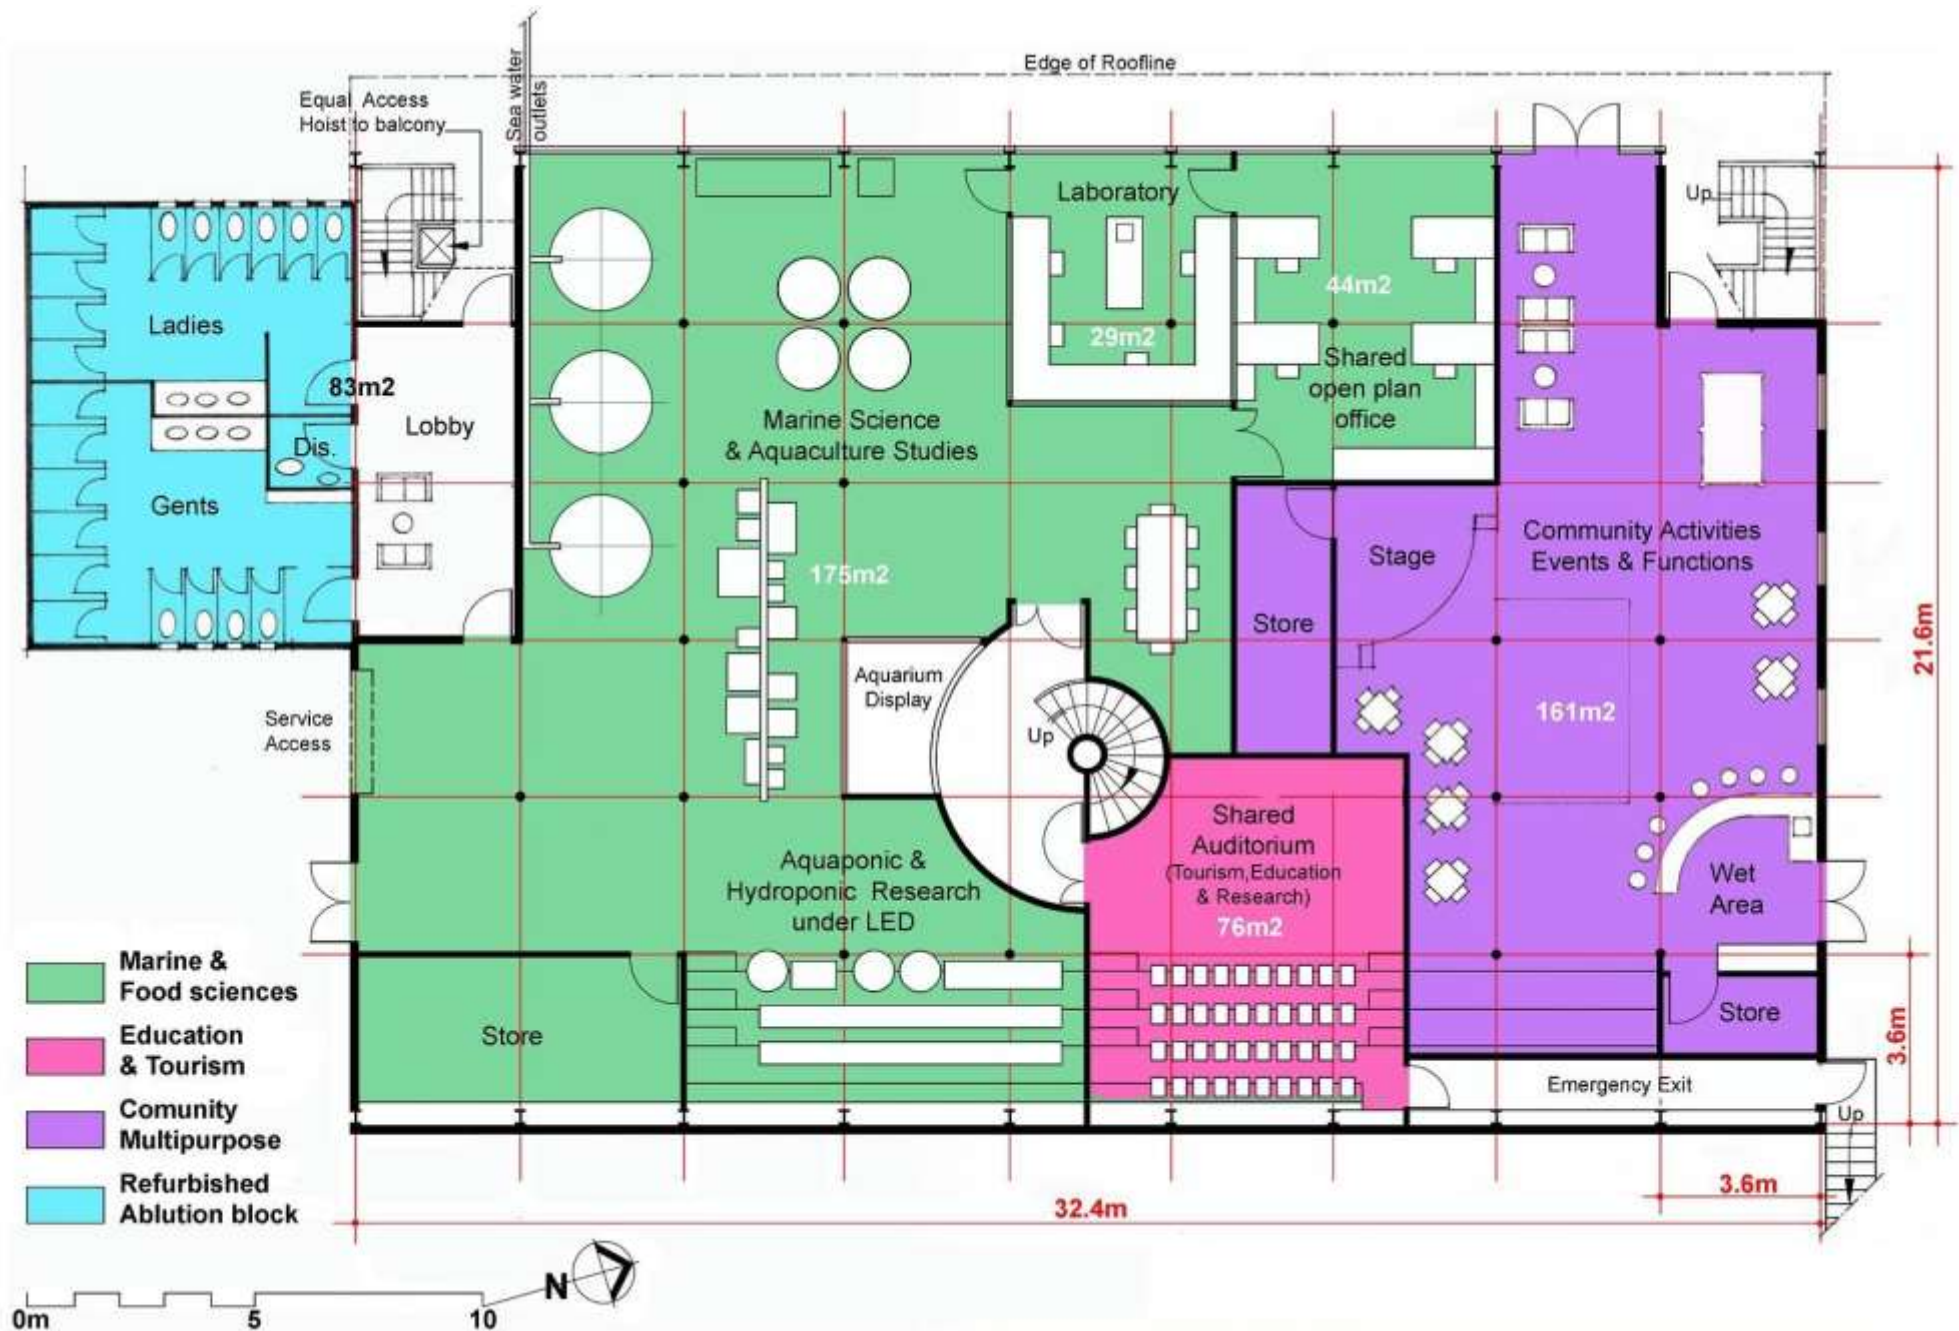 Edge of Roofline
Sea water
outlets
Equal Access
Hoist to balcony
Laboratory
Up
44m2
29m2
Ladies
Shared
open plan
office
83m2
Lobby
Marine Science
& Aquaculture Studies
Dis.
Gents
Community Activities
Events & Functions
Stage
175m2
Store
Aquarium
Display
21.6m
161m2
Service
Access
Up
Shared
Auditorium
(Tourism,Education
& Research)
76m2
Aquaponic &
Hydroponic Research
under LED
Wet
Area
Store
Store
3.6m
Emergency Exit
Up
3.6m
32.4m
Marine &
Food sciences
Education
& Tourism
Comunity
Multipurpose
Refurbished
Ablution block
N
0m 5 10